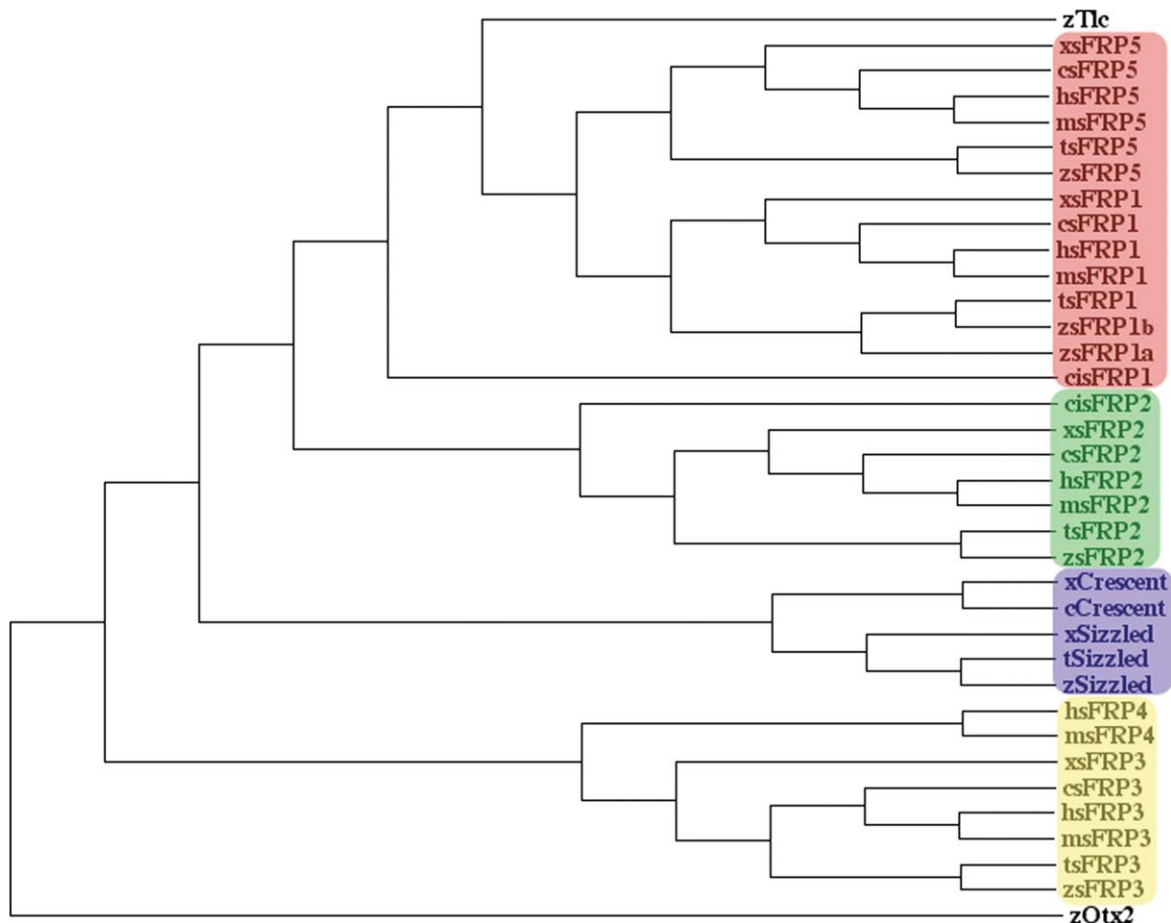 zTlc
xsFRP5
csFRP5
hsFRP5
msFRP5
tsFRP5
zsFRP5
xsFRP1
csFRP1
hsFRP1
msFRP1
tsFRP1
zsFRP1b
zsFRP1a
cisFRP1
cisFRP2
xsFRP2
csFRP2
hsFRP2
msFRP2
tsFRP2
zsFRP2
xCrescent
cCrescent
xSizzled
tSizzled
zSizzled
hsFRP4
msFRP4
xsFRP3
csFRP3
hsFRP3
msFRP3
tsFRP3
zsFRP3
zOtx2